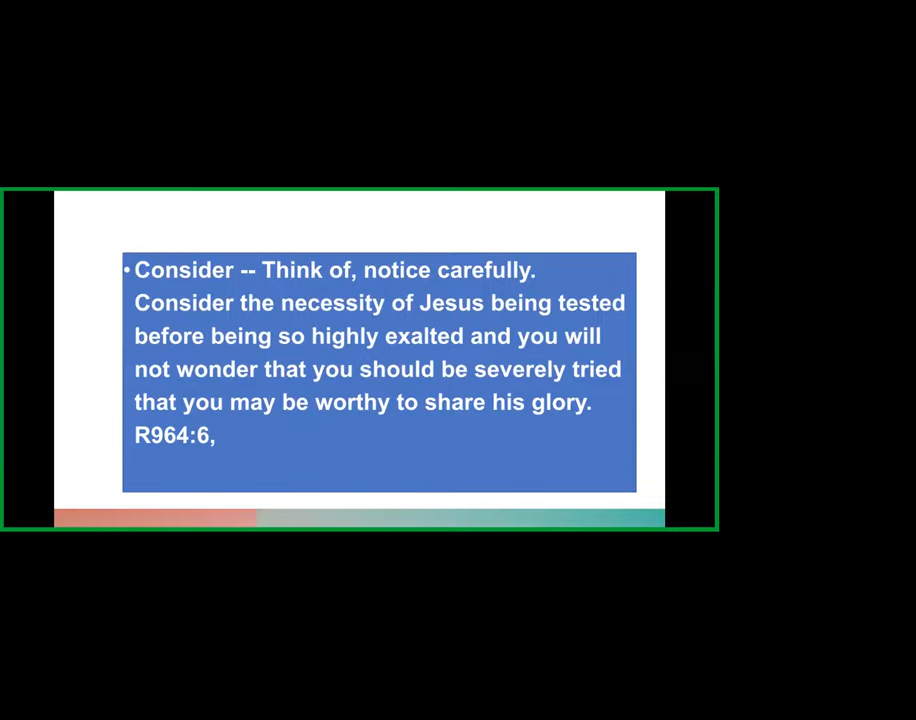 • Consider -- Think of, notice carefully.
Consider the necessity of Jesus being tested
before being so highly exalted and you will
not wonder that you should be severely tried
that you may be worthy to share his glory.
R964:6,